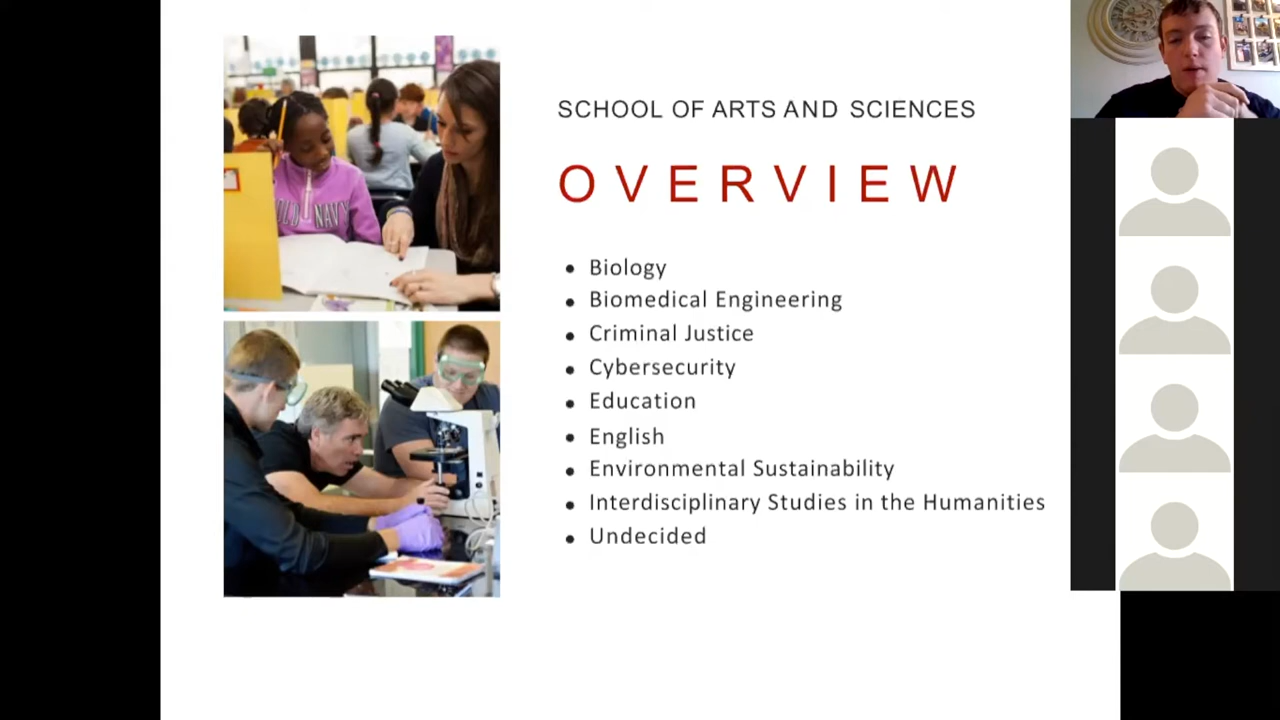 SCHOOL OF ARTS AND SCIENCES
OVERVIEW
Biology
Biomedical Engineering
Criminal Justice
Cybersecurity
Education
English
Environmental Sustainability
Interdisciplinary Studies in the Humanities
Undecided
OLD NAVY